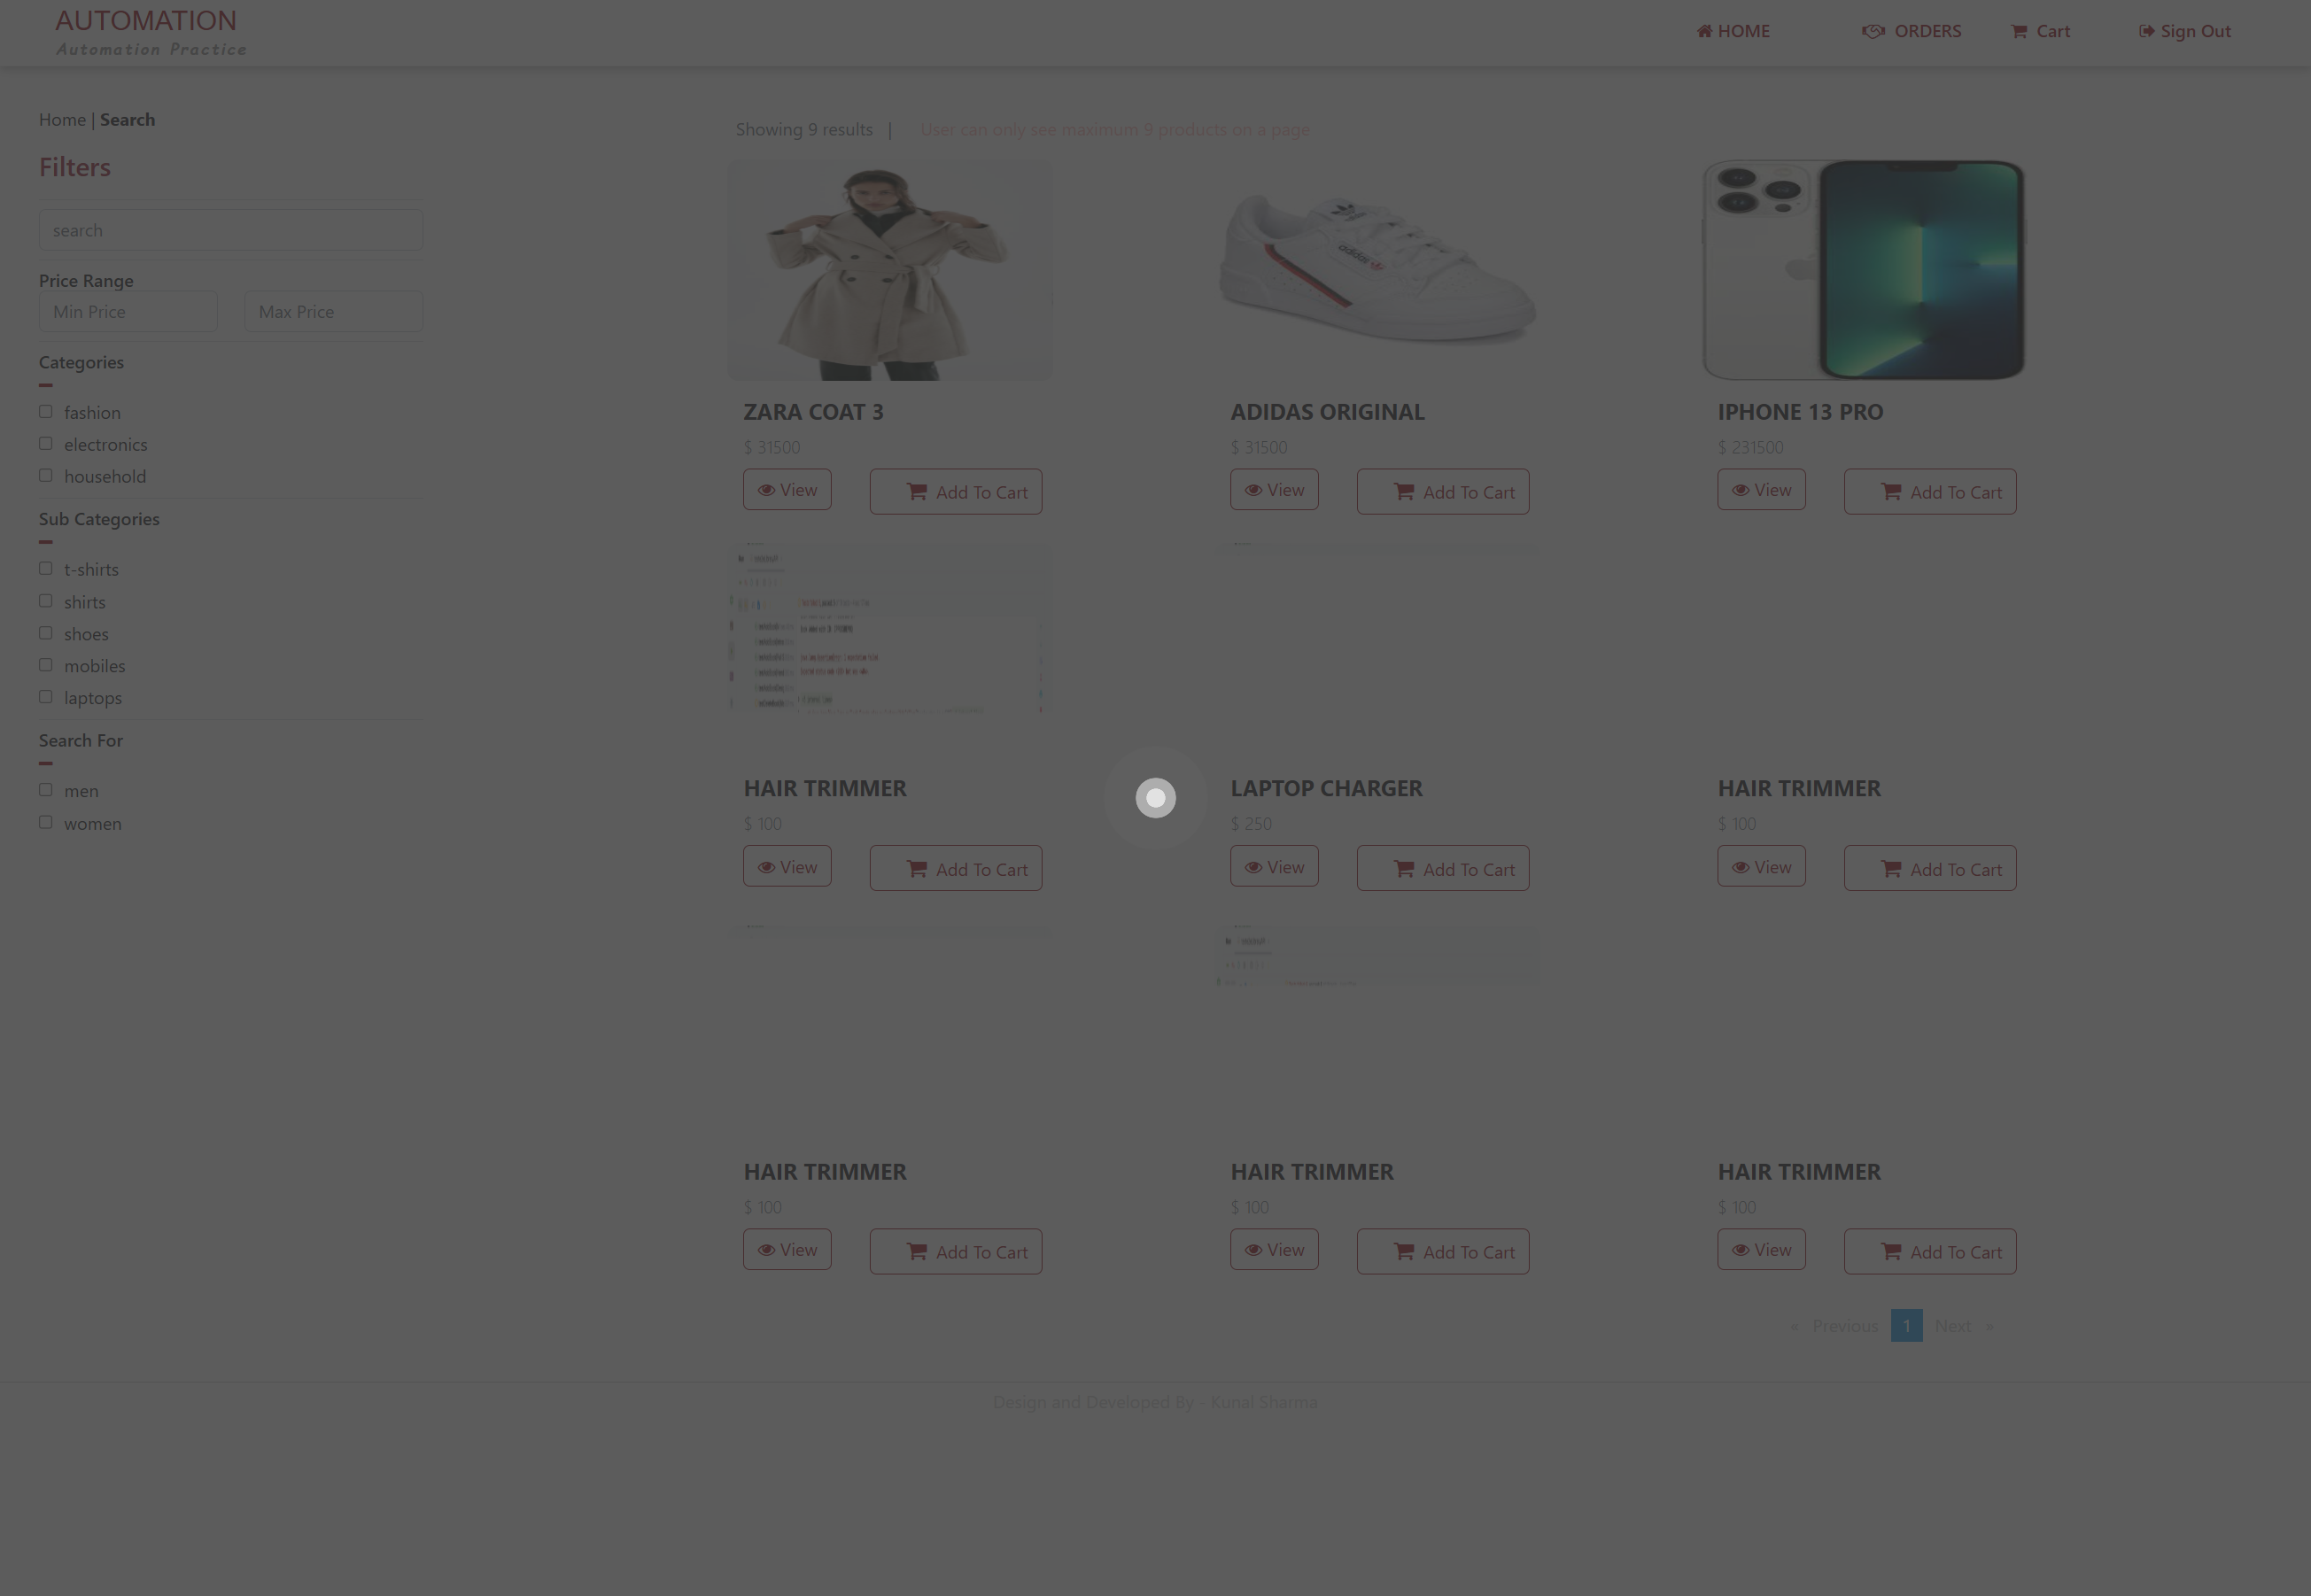 AUTOMATION
Automation Practice
HOME
ORDERS
Cart
Sign Out
Home | Search
Filters
search
Price Range
Min Price
Max Price
Categories
fashion
electronics
household
Sub Categories
t-shirts
shirts
shoes
mobiles
laptops
Search For
men
women
Showing 9 results |
User can only see maximum 9 products on a page
adidas
ZARA COAT 3
$ 31500
View
Add To Cart
ADIDAS ORIGINAL
$ 31500
View
Add To Cart
IPHONE 13 PRO
$ 231500
View
Add To Cart
HAIR TRIMMER
$ 100
View
Add To Cart
LAPTOP CHARGER
$ 250
View
Add To Cart
HAIR TRIMMER
$ 100
View
Add To Cart
HAIR TRIMMER
$ 100
View
Add To Cart
HAIR TRIMMER
$ 100
View
Add To Cart
HAIR TRIMMER
$ 100
View
Add To Cart
« Previous 1 Next »
Design and Developed By - Kunal Sharma